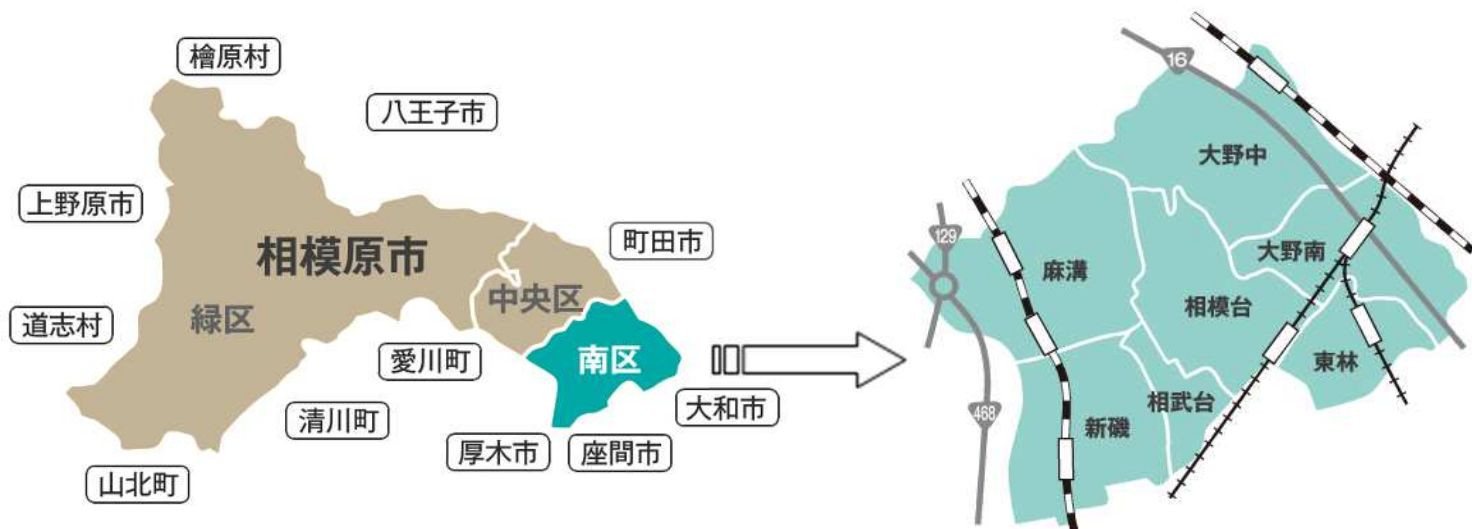 檜原村
八王子市
上野原市
町田市
相模原市
中央区
緑区
道志村
愛川町
南区
大和市
清川町
厚木市
座間市
山北町
16
大野中
129
麻溝
大野南
相模台
東林
468
新磯
相武台